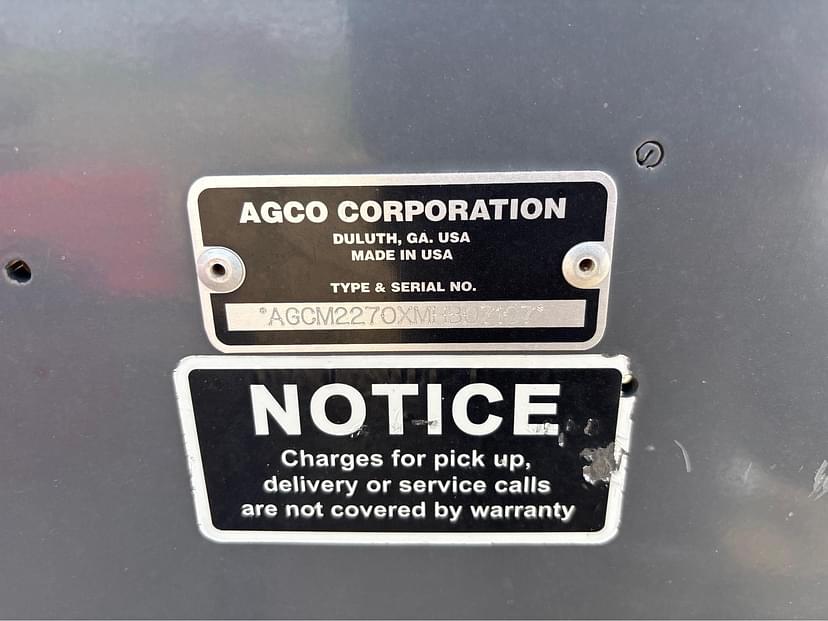 AGCO CORPORATION
DULUTH, GA. USA
MADE IN USA
TYPE & SERIAL NO.
NOTICE
Charges for pick up,
delivery or service calls
are not covered by warranty